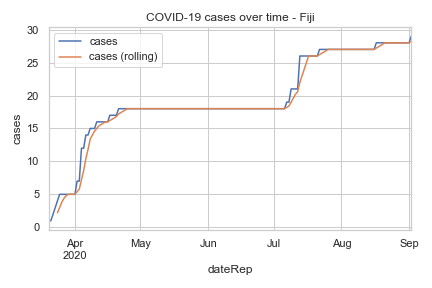 COVID-19 cases over time - Fiji
cases
cases (rolling)
30
25
20
15
10
5
0
cases
Apr
2020
May
Jun
Jul
Aug
Sep
dateRep